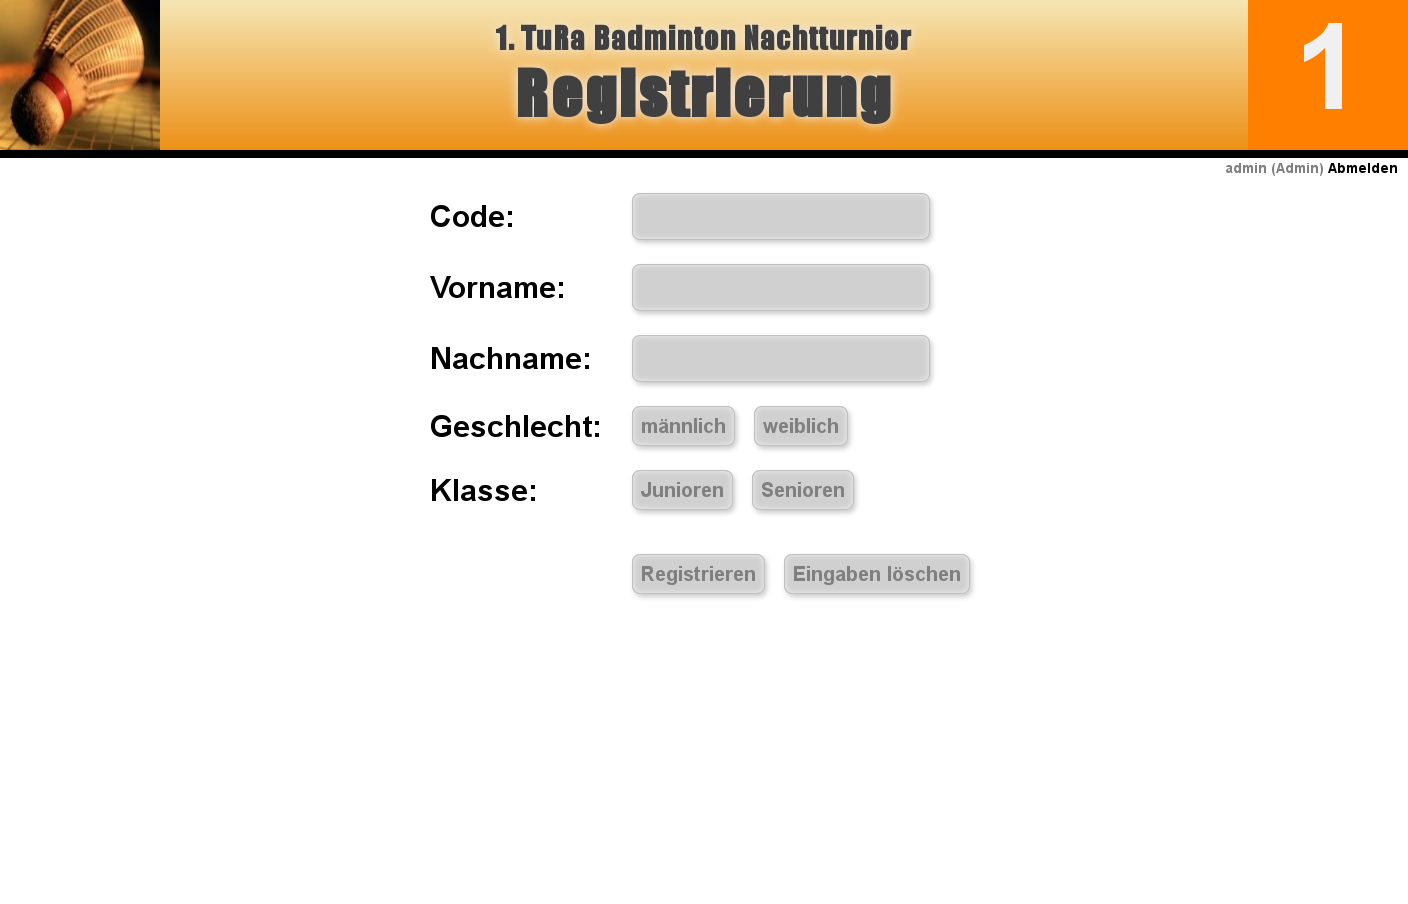 1. TuRa Badminton Nachtturnier
Registrierung
1
admin (Admin) Abmelden
Code:
Vorname:
Nachname:
Geschlecht: männlich weiblich
Klasse: Junioren Senioren
Registrieren Eingaben löschen